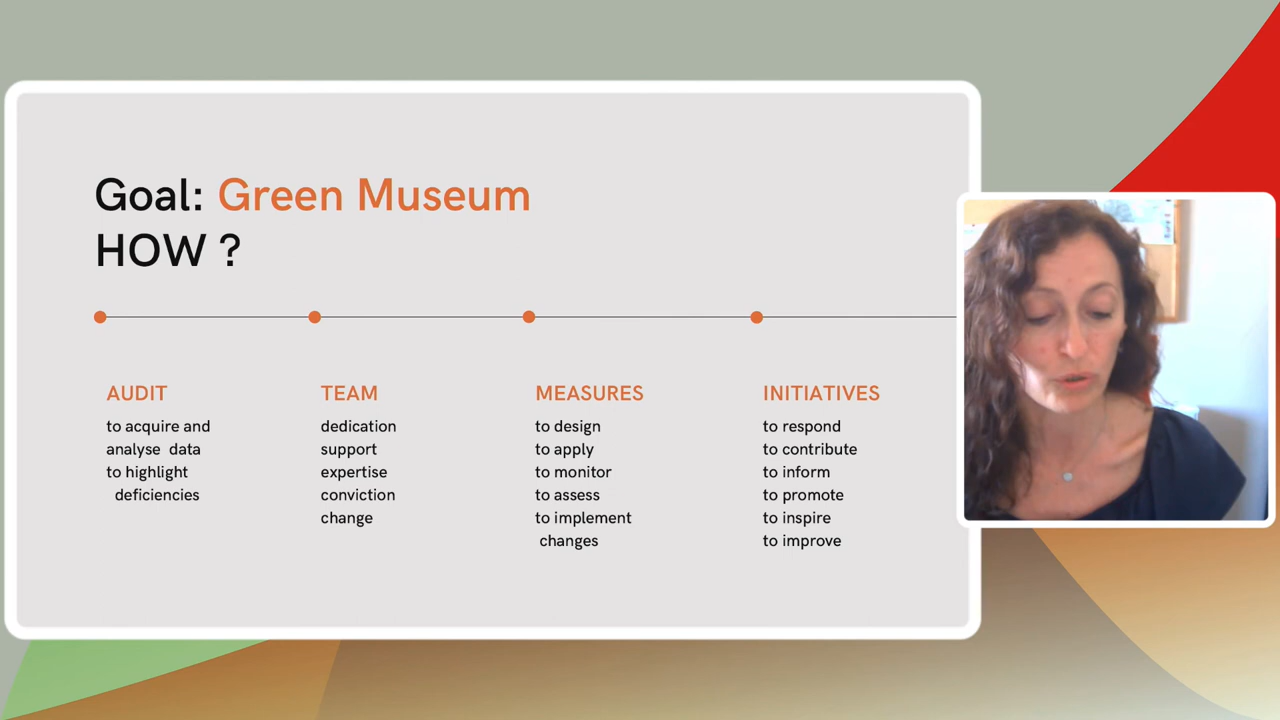 Goal: Green Museum
HOW ?
AUDIT
to acquire and
analyse data
to highlight
deficiencies
TEAM
dedication
support
expertise
conviction
change
MEASURES
to design
to apply
to monitor
to assess
to implement
changes
INITIATIVES
to respond
to contribute
to inform
to promote
to inspire
to improve